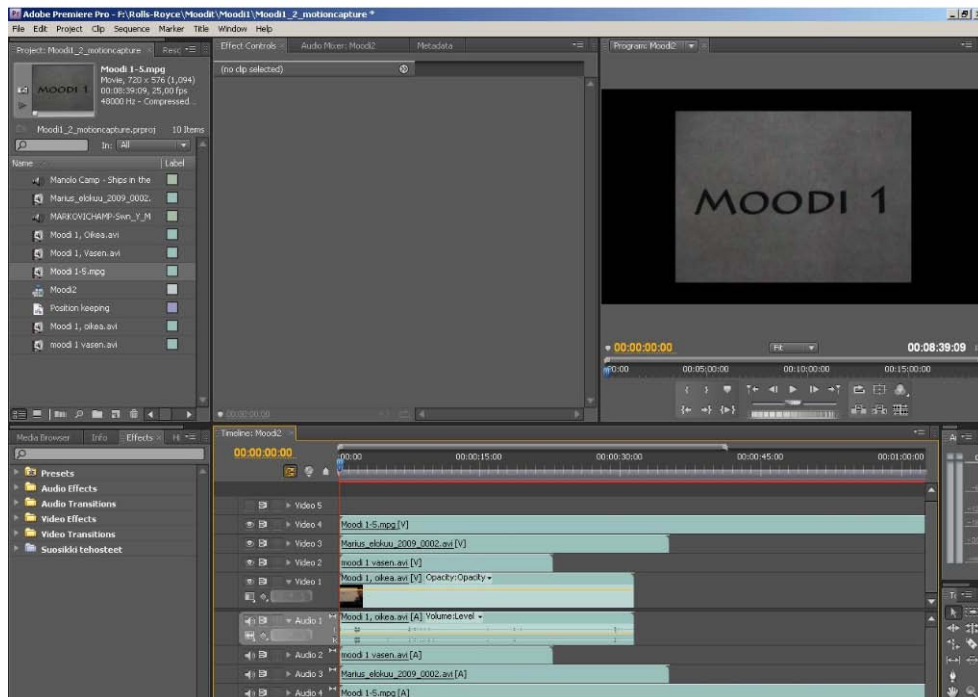 Adobe Premiere Pro - F:\Rolls-Royce\Moodit\Moodi1\Moodi1_2_motioncapture *
File Edit Project Clip Sequence Marker Title Window Help
Project: Moodi1_2_motioncapture
Moodi 1-5.mpg
Movie, 720 x 576 (1,094)
00:08:39:09, 25,00 fps
48000 Hz - Compressed...
MOODI 1
Moodi1_2_motioncapture.prproj 10 Items
In: All
Name Label
Manolo Camp - Ships in the
Marius_elokuu_2009_0002.
MARKOVICHAMP-Swn_Y_M
Moodi 1, Oikea.avi
Moodi 1, Vasen.avi
Moodi 1-5.mpg
Moodi2
Position keeping
Moodi 1, oikea.avi
moodi 1 vasen.avi
Effect Controls Audio Mixer: Moodi2 Metadata
(no clip selected)
00:00:00:00
Program: Moodi2
MOODI 1
00:00:00:00 Fit 00:08:39:09
00:00 00:05:00:00 00:10:00:00 00:15:00:00
Media Browser Info Effects
Presets
Audio Effects
Audio Transitions
Video Effects
Video Transitions
Suosikki tehosteet
Timeline: Moodi2
00:00:00:00
00:00 00:00:15:00 00:00:30:00 00:00:45:00 00:01:00:00
Video 5
Video 4 Moodi 1-5.mpg [V]
Video 3 Marius_elokuu_2009_0002.avi [V]
Video 2 moodi 1 vasen.avi [V]
Video 1 Moodi 1, oikea.avi [V] Opacity:Opacity
Audio 1 Moodi 1, oikea.avi [A] Volume:Level
Audio 2 moodi 1 vasen.avi [A]
Audio 3 Marius_elokuu_2009_0002.avi [A]
Audio 4 Moodi 1-5.mpg [A]